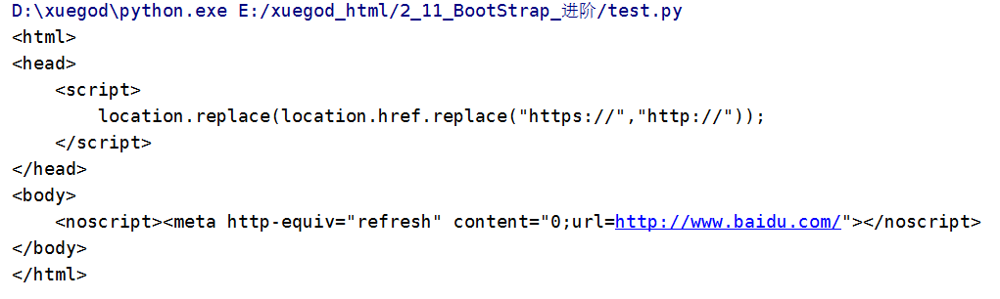 D:\xuegod\python.exe E:/xuegod_html/2_11_BootStrap_进阶/test.py
<html>
<head>
    <script>
        location.replace(location.href.replace("https://","http://"));
    </script>
</head>
<body>
    <noscript><meta http-equiv="refresh" content="0;url=http://www.baidu.com/"></noscript>
</body>
</html>